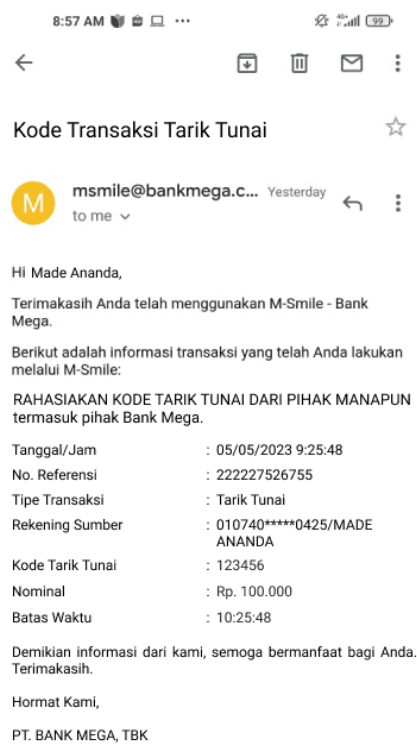 8:57 AM
4G+ 99
Kode Transaksi Tarik Tunai
M
msmile@bankmega.c... Yesterday
to me
Hi Made Ananda,
Terimakasih Anda telah menggunakan M-Smile - Bank
Mega.
Berikut adalah informasi transaksi yang telah Anda lakukan
melalui M-Smile:
RAHASIAKAN KODE TARIK TUNAI DARI PIHAK MANAPUN
termasuk pihak Bank Mega.
Tanggal/Jam : 05/05/2023 9:25:48
No. Referensi : 222227526755
Tipe Transaksi : Tarik Tunai
Rekening Sumber : 010740*****0425/MADE
ANANDA
Kode Tarik Tunai : 123456
Nominal : Rp. 100.000
Batas Waktu : 10:25:48
Demikian informasi dari kami, semoga bermanfaat bagi Anda.
Terimakasih.
Hormat Kami,
PT. BANK MEGA, TBK